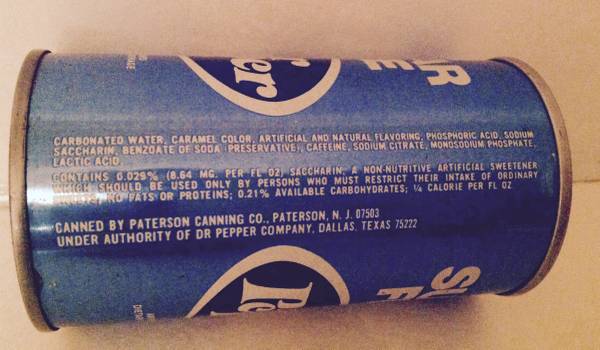 CARBONATED WATER, CARAMEL COLOR, ARTIFICIAL AND NATURAL FLAVORING, PHOSPHORIC ACID, SODIUM
SACCHARIN, BENZOATE OF SODA (PRESERVATIVE), CAFFEINE, SODIUM CITRATE, MONOSODIUM PHOSPHATE,
LACTIC ACID.
CONTAINS 0.029% (8.64 MG. PER FL OZ) SACCHARIN, A NON-NUTRITIVE ARTIFICIAL SWEETENER
WHICH SHOULD BE USED ONLY BY PERSONS WHO MUST RESTRICT THEIR INTAKE OF ORDINARY
NO FATS OR PROTEINS; 0.21% AVAILABLE CARBOHYDRATES; ¼ CALORIE PER FL OZ
CANNED BY PATERSON CANNING CO., PATERSON, N. J. 07503
UNDER AUTHORITY OF DR PEPPER COMPANY, DALLAS, TEXAS 75222